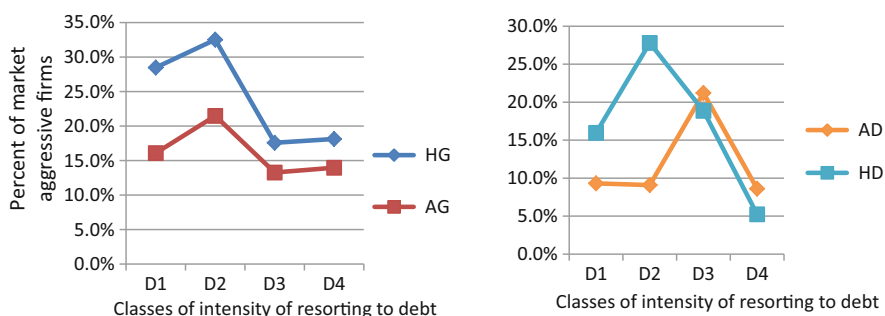 Percent of market
aggressive firms
35.0%
30.0%
25.0%
20.0%
15.0%
10.0%
5.0%
0.0%
D1 D2 D3 D4
Classes of intensity of resorting to debt
HG
AG
30.0%
25.0%
20.0%
15.0%
10.0%
5.0%
0.0%
D1 D2 D3 D4
Classes of intensity of resorting to debt
AD
HD